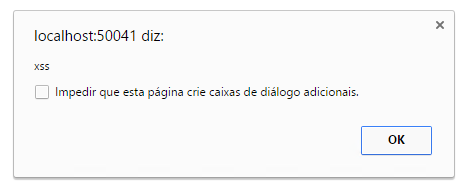 localhost:50041 diz:
xss
Impedir que esta página crie caixas de diálogo adicionais.
OK